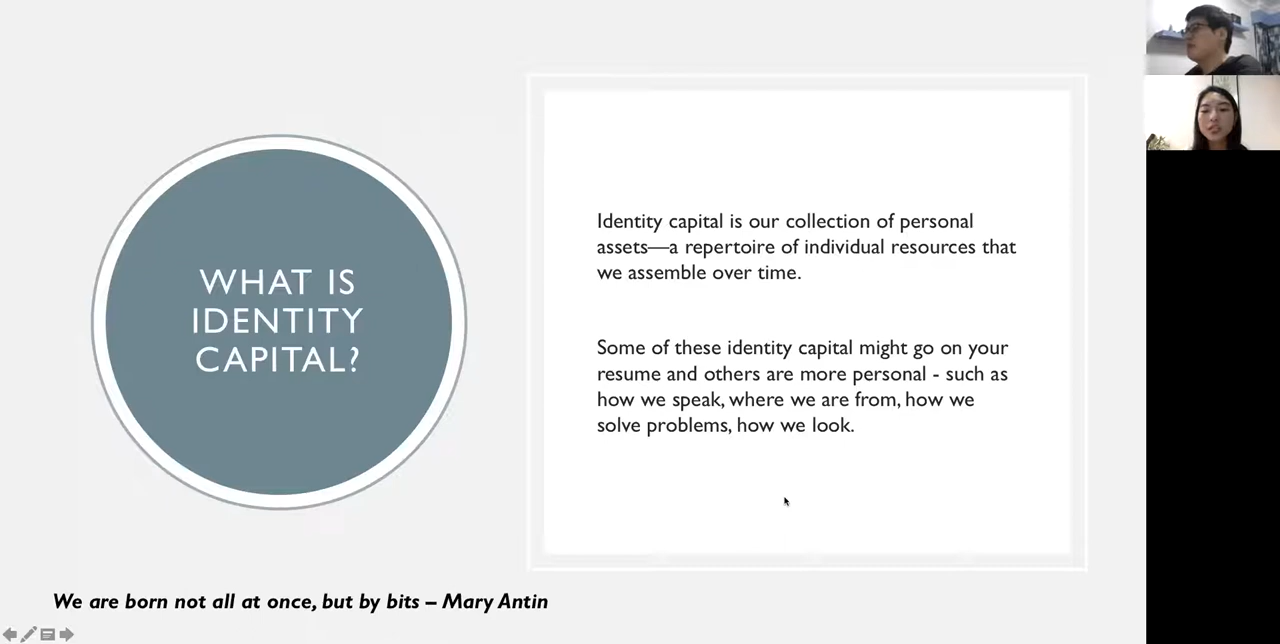 WHAT IS
IDENTITY
CAPITAL?
Identity capital is our collection of personal
assets—a repertoire of individual resources that
we assemble over time.
Some of these identity capital might go on your
resume and others are more personal - such as
how we speak, where we are from, how we
solve problems, how we look.
We are born not all at once, but by bits – Mary Antin